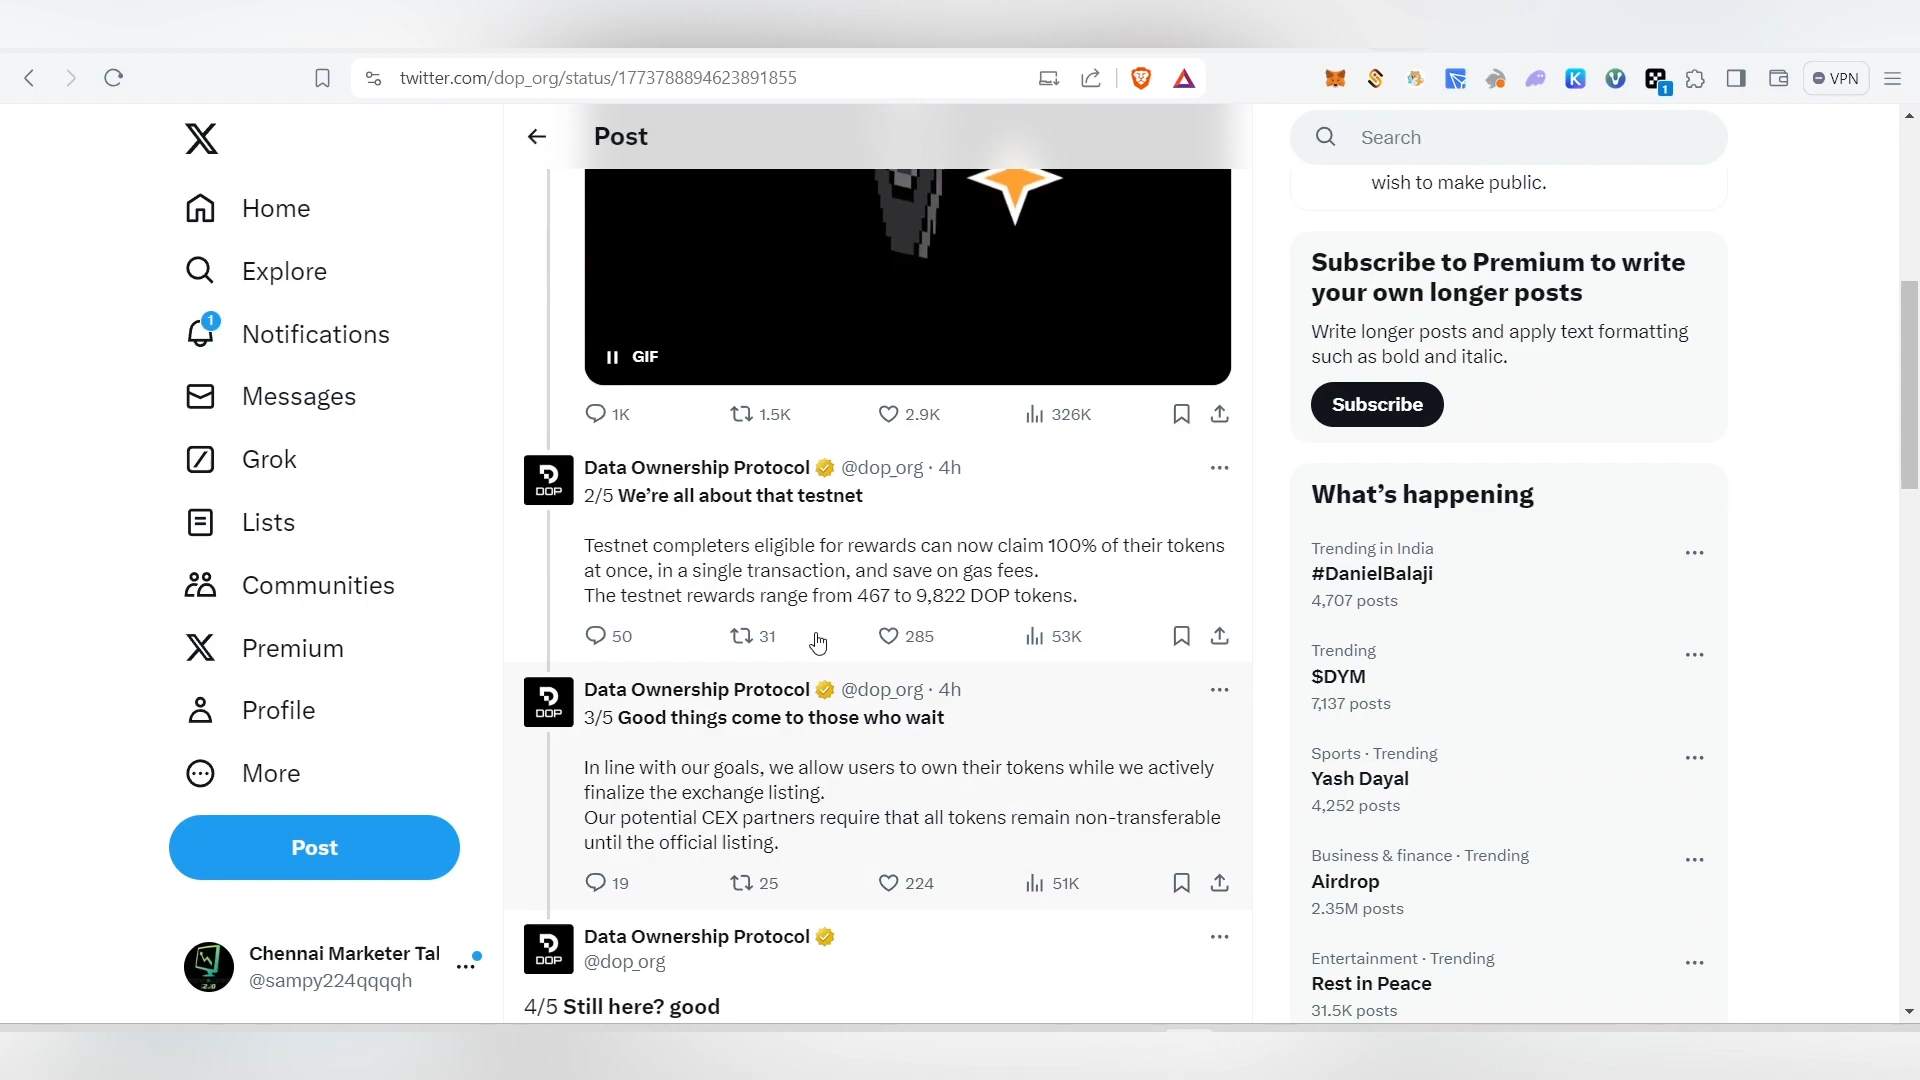 twitter.com/dop_org/status/1773788894623891855
1
VPN
Home
Explore
1
Notifications
Messages
Grok
Lists
Communities
Premium
Profile
More
Post
Chennai Marketer Tal
@sampy224qqqqh
Post
GIF
1K 1.5K 2.9K 326K
DOP
Data Ownership Protocol @dop_org · 4h
2/5 We’re all about that testnet
Testnet completers eligible for rewards can now claim 100% of their tokens
at once, in a single transaction, and save on gas fees.
The testnet rewards range from 467 to 9,822 DOP tokens.
50 31 285 53K
DOP
Data Ownership Protocol @dop_org · 4h
3/5 Good things come to those who wait
In line with our goals, we allow users to own their tokens while we actively
finalize the exchange listing.
Our potential CEX partners require that all tokens remain non-transferable
until the official listing.
19 25 224 51K
DOP
Data Ownership Protocol
@dop_org
4/5 Still here? good
Search
wish to make public.
Subscribe to Premium to write
your own longer posts
Write longer posts and apply text formatting
such as bold and italic.
Subscribe
What’s happening
Trending in India
#DanielBalaji
4,707 posts
Trending
$DYM
7,137 posts
Sports · Trending
Yash Dayal
4,252 posts
Business & finance · Trending
Airdrop
2.35M posts
Entertainment · Trending
Rest in Peace
31.5K posts